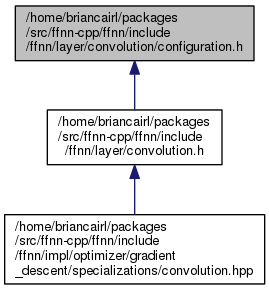 /home/briancairl/packages
/src/ffnn-cpp/ffnn/include
/ffnn/layer/convolution/configuration.h
/home/briancairl/packages
/src/ffnn-cpp/ffnn/include
/ffnn/layer/convolution.h
/home/briancairl/packages
/src/ffnn-cpp/ffnn/include
/ffnn/impl/optimizer/gradient
_descent/specializations/convolution.hpp